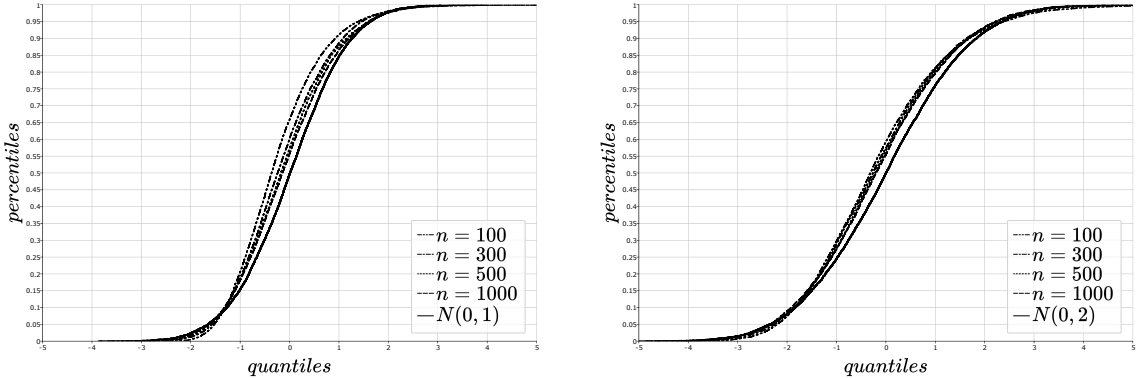 1
0.95
0.9
0.85
0.8
0.75
0.7
0.65
0.6
0.55
0.5
0.45
0.4
0.35
0.3
0.25
0.2
0.15
0.1
0.05
0
percentiles
n = 100
n = 300
n = 500
n = 1000
N(0, 1)
-5 -4 -3 -2 -1 0 1 2 3 4 5
quantiles
1
0.95
0.9
0.85
0.8
0.75
0.7
0.65
0.6
0.55
0.5
0.45
0.4
0.35
0.3
0.25
0.2
0.15
0.1
0.05
0
percentiles
n = 100
n = 300
n = 500
n = 1000
N(0, 2)
-5 -4 -3 -2 -1 0 1 2 3 4 5
quantiles